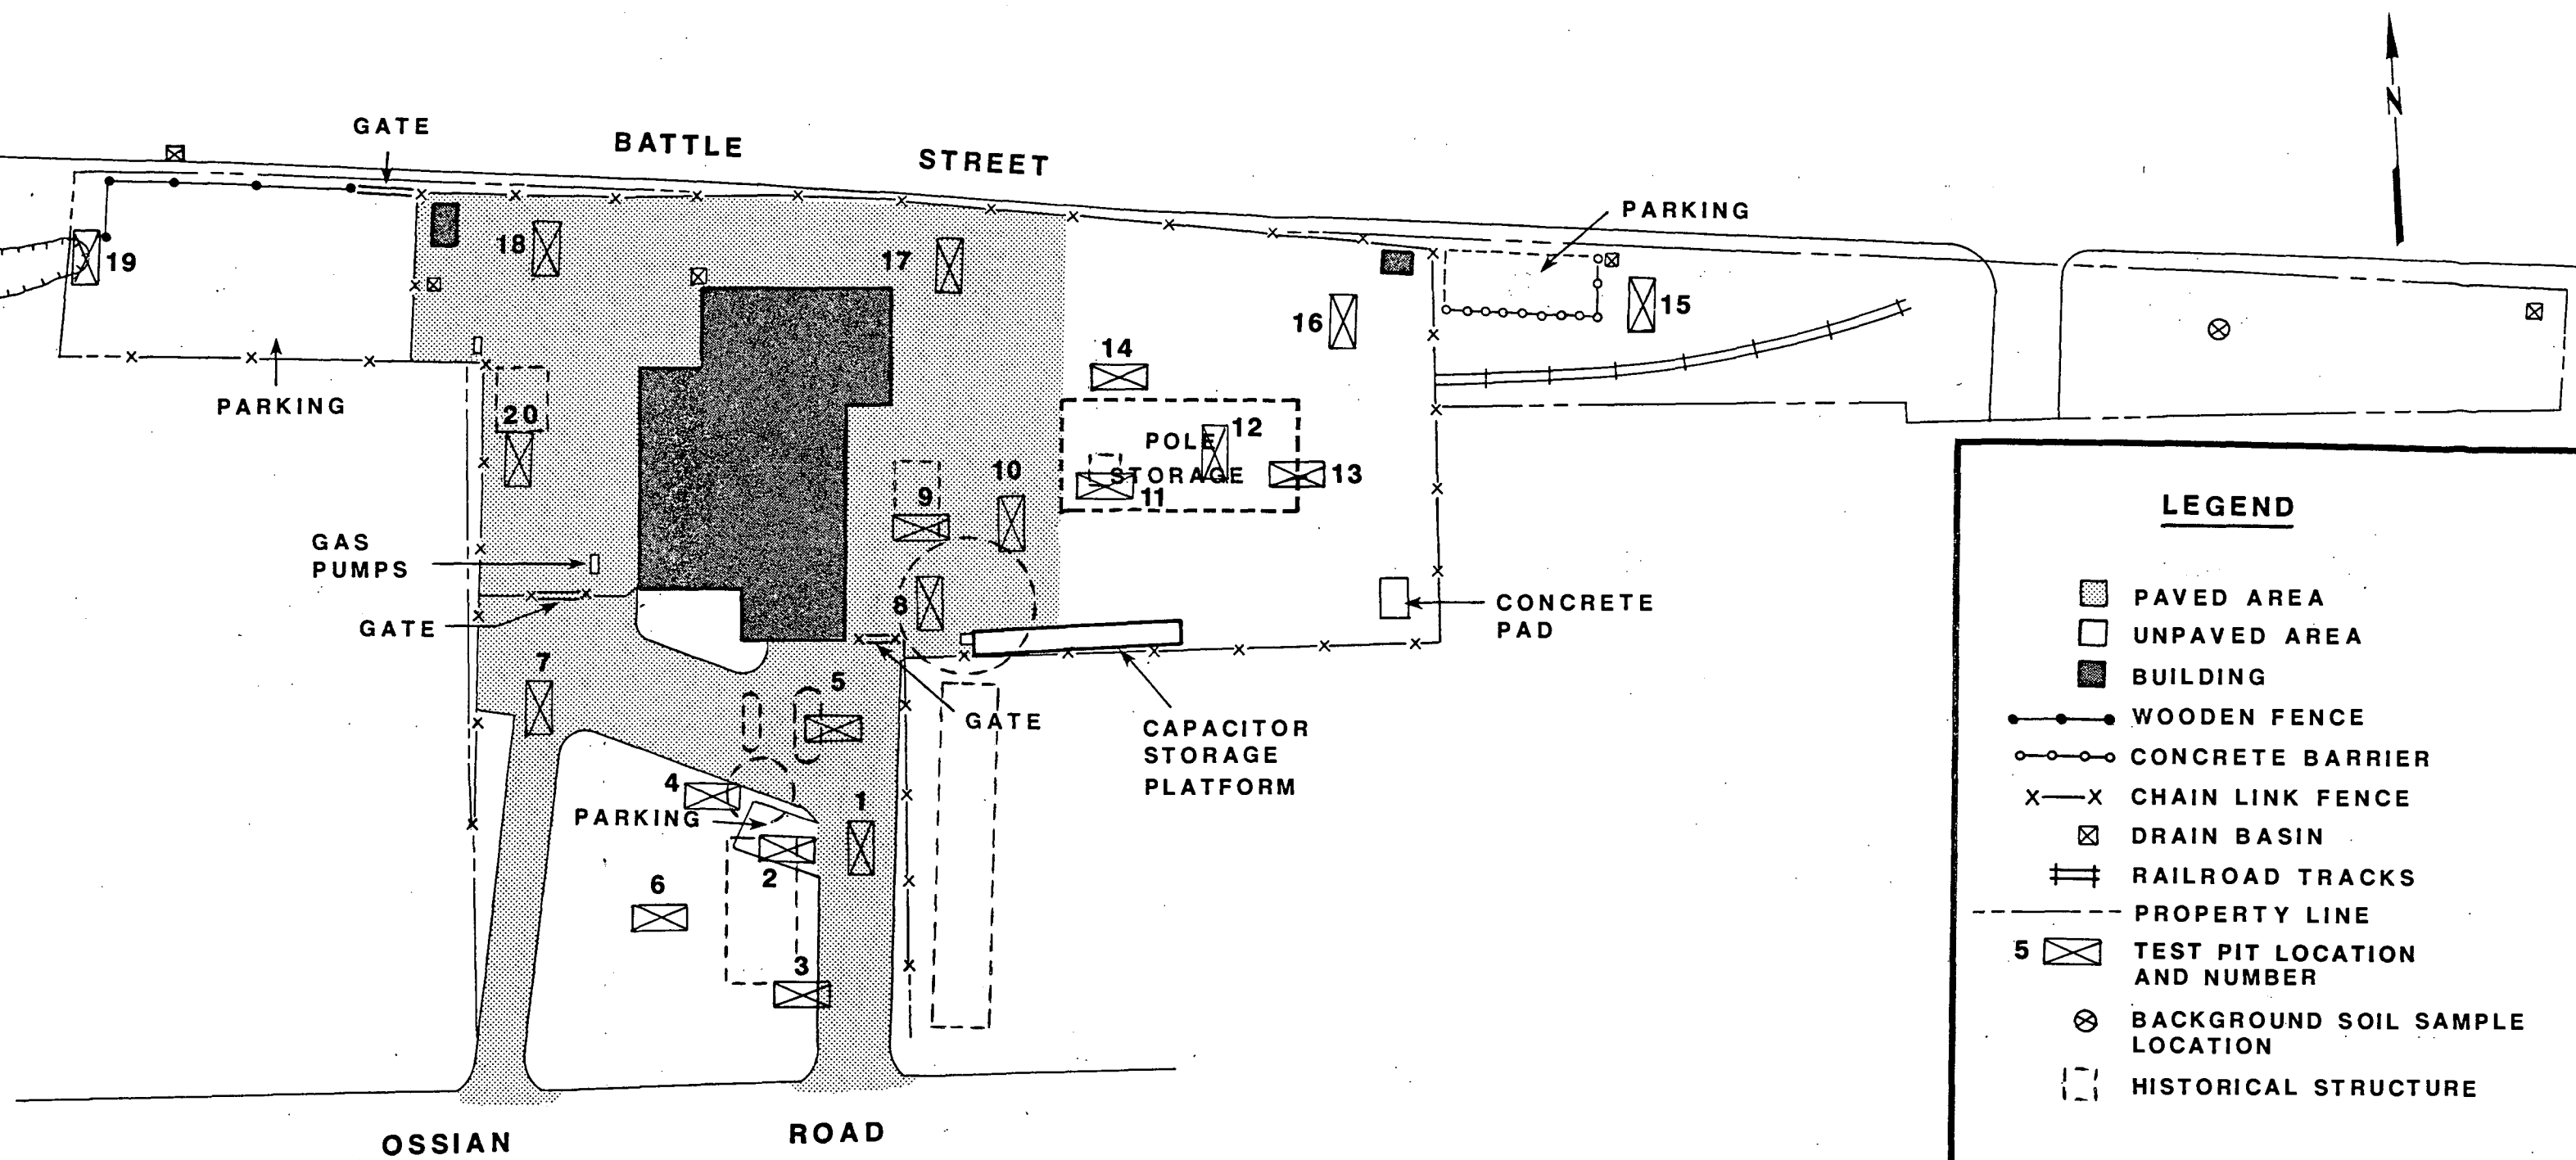 N
GATE
BATTLE STREET
PARKING
18
17
19
15
16
14
PARKING
20
12
POLE
STORAGE
10
13
9
11
GAS
PUMPS
GATE
8
CONCRETE
PAD
7
5
GATE
CAPACITOR
STORAGE
PLATFORM
4
1
PARKING
2
6
3
OSSIAN ROAD
LEGEND
PAVED AREA
UNPAVED AREA
BUILDING
WOODEN FENCE
CONCRETE BARRIER
X X CHAIN LINK FENCE
DRAIN BASIN
RAILROAD TRACKS
PROPERTY LINE
5 TEST PIT LOCATION
AND NUMBER
BACKGROUND SOIL SAMPLE
LOCATION
HISTORICAL STRUCTURE